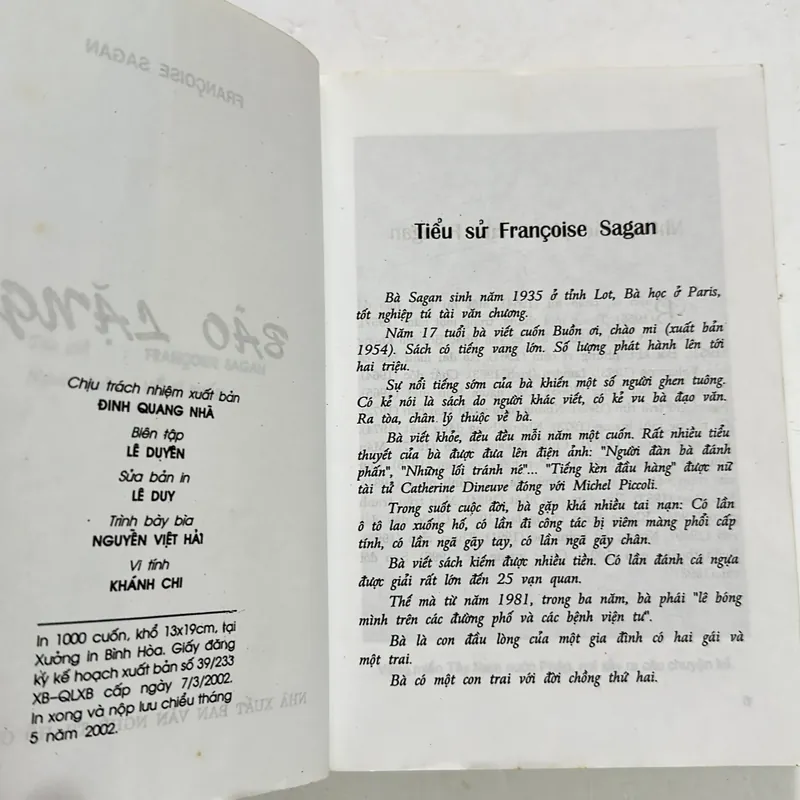 FRANÇOISE SAGAN
BÃO LẶNG
Chịu trách nhiệm xuất bản
ĐINH QUANG NHÃ
Biên tập
LÊ DUYÊN
Sửa bản in
LÊ DUY
Trình bày bìa
NGUYỄN VIỆT HẢI
Vi tính
KHÁNH CHI
In 1000 cuốn, khổ 13x19cm, tại
Xưởng in Bình Hòa. Giấy đăng
ký kế hoạch xuất bản số 39/233
XB–QLXB cấp ngày 7/3/2002.
In xong và nộp lưu chiểu tháng
5 năm 2002.
NHÀ XUẤT BẢN VĂN NGHỆ
Tiểu sử Françoise Sagan
Bà Sagan sinh năm 1935 ở tỉnh Lot, Bà học ở Paris,
tốt nghiệp tú tài văn chương.
Năm 17 tuổi bà viết cuốn Buồn ơi, chào mi (xuất bản
1954). Sách có tiếng vang lớn. Số lượng phát hành lên tới
hai triệu.
Sự nổi tiếng sớm của bà khiến một số người ghen tuông.
Có kẻ nói là sách do người khác viết, có kẻ vu bà đạo văn.
Ra tòa, chân lý thuộc về bà.
Bà viết khỏe, đều đều mỗi năm một cuốn. Rất nhiều tiểu
thuyết của bà được đưa lên điện ảnh: "Người đàn bà đánh
phấn", "Những lối tránh né"... "Tiếng kèn đầu hàng" được nữ
tài tử Catherine Dineuve đóng với Michel Piccoli.
Trong suốt cuộc đời, bà gặp khá nhiều tai nạn: Có lần
ô tô lao xuống hố, có lần đi công tác bị viêm màng phổi cấp
tính, có lần ngã gãy tay, có lần ngã gãy chân.
Bà viết sách kiếm được nhiều tiền. Có lần đánh cá ngựa
được giải rất lớn đến 25 vạn quan.
Thế mà từ năm 1981, trong ba năm, bà phải "lê bóng
mình trên các đường phố và các bệnh viện tư".
Bà là con đầu lòng của một gia đình có hai gái và
một trai.
Bà có một con trai với đời chồng thứ hai.